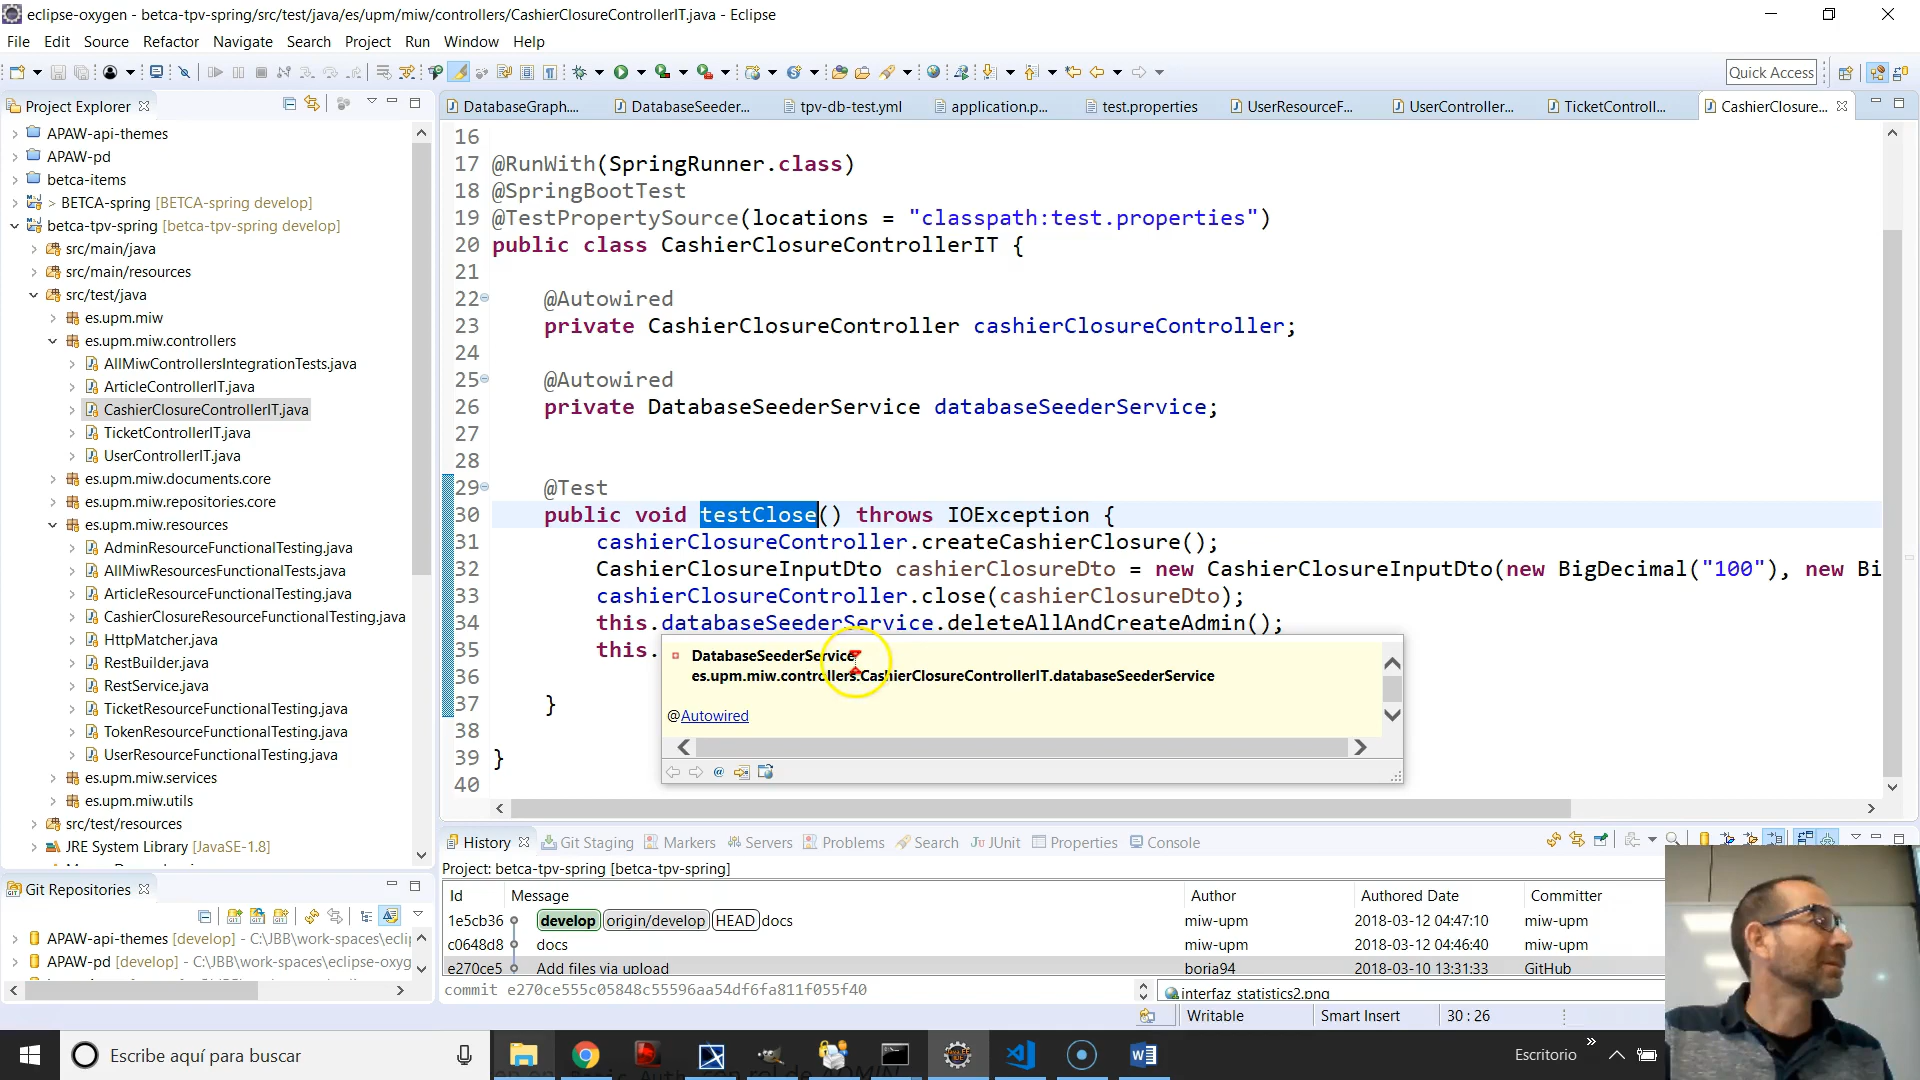 eclipse-oxygen - betca-tpv-spring/src/test/java/es/upm/miw/controllers/CashierClosureControllerIT.java - Eclipse
File Edit Source Refactor Navigate Search Project Run Window Help
Quick Access
Project Explorer
DatabaseGraph....
DatabaseSeeder...
tpv-db-test.yml
application.p...
test.properties
UserResourceF...
UserController...
TicketControll...
CashierClosure...
APAW-api-themes
APAW-pd
betca-items
> BETCA-spring [BETCA-spring develop]
betca-tpv-spring [betca-tpv-spring develop]
src/main/java
src/main/resources
src/test/java
es.upm.miw
es.upm.miw.controllers
AllMiwControllersIntegrationTests.java
ArticleControllerIT.java
CashierClosureControllerIT.java
TicketControllerIT.java
UserControllerIT.java
es.upm.miw.documents.core
es.upm.miw.repositories.core
es.upm.miw.resources
AdminResourceFunctionalTesting.java
AllMiwResourcesFunctionalTests.java
ArticleResourceFunctionalTesting.java
CashierClosureResourceFunctionalTesting.java
HttpMatcher.java
RestBuilder.java
RestService.java
TicketResourceFunctionalTesting.java
TokenResourceFunctionalTesting.java
UserResourceFunctionalTesting.java
es.upm.miw.services
es.upm.miw.utils
src/test/resources
JRE System Library [JavaSE-1.8]
16
17 @RunWith(SpringRunner.class)
18 @SpringBootTest
19 @TestPropertySource(locations = "classpath:test.properties")
20 public class CashierClosureControllerIT {
21
22 @Autowired
23 private CashierClosureController cashierClosureController;
24
25 @Autowired
26 private DatabaseSeederService databaseSeederService;
27
28
29 @Test
30 public void testClose() throws IOException {
31 cashierClosureController.createCashierClosure();
32 CashierClosureInputDto cashierClosureDto = new CashierClosureInputDto(new BigDecimal("100"), new Bi
33 cashierClosureController.close(cashierClosureDto);
34 this.databaseSeederService.deleteAllAndCreateAdmin();
35 this.
36
37 }
38
39 }
40
DatabaseSeederService
es.upm.miw.controllers.CashierClosureControllerIT.databaseSeederService
@Autowired
Git Repositories
APAW-api-themes [develop] - C:\JBB\work-spaces\ecli
APAW-pd [develop] - C:\JBB\work-spaces\eclipse-oxyg
History Git Staging Markers Servers Problems Search JUnit Properties Console
Project: betca-tpv-spring [betca-tpv-spring]
Id Message Author Authored Date Committer
1e5cb36 develop origin/develop HEAD docs miw-upm 2018-03-12 04:47:10 miw-upm
c0648d8 docs miw-upm 2018-03-12 04:46:40 miw-upm
e270ce5 Add files via upload borja94 2018-03-10 13:31:33 GitHub
commit e270ce555c05848c55596aa54df6fa811f055f40
interfaz_statistics2.png
Writable Smart Insert 30 : 26
Escribe aquí para buscar
Escritorio